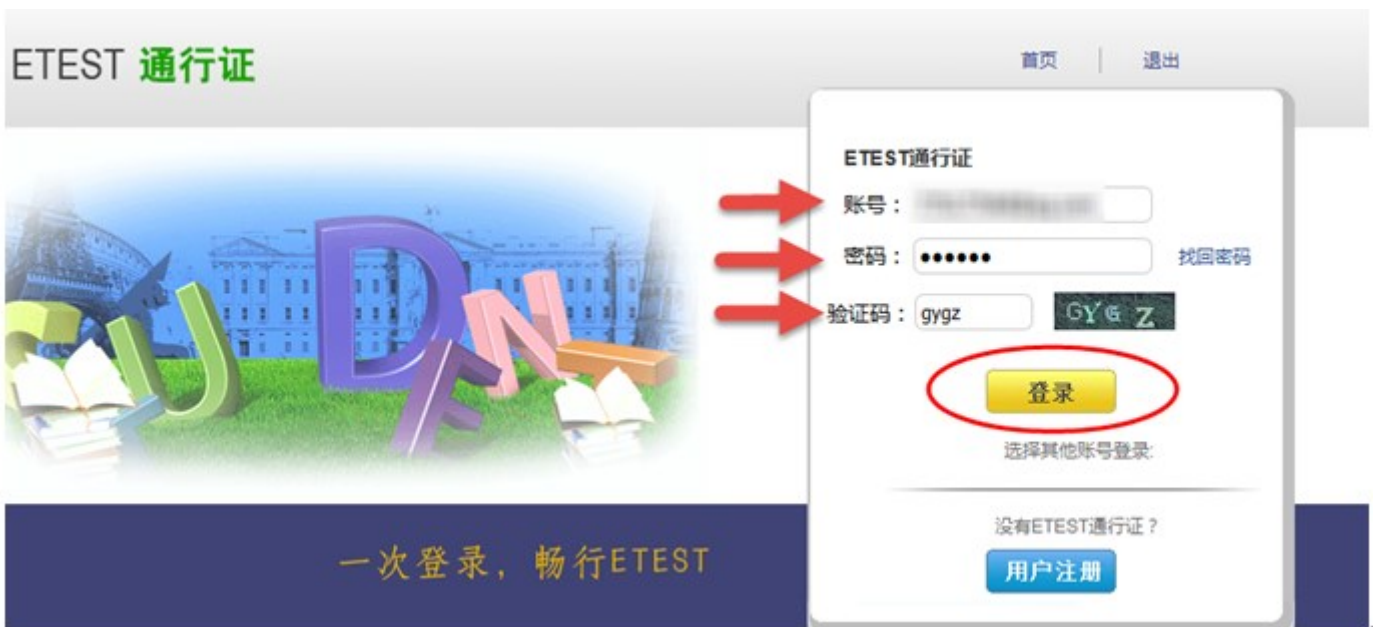 ETEST 通行证
首页 | 退出
ETEST通行证
账号：
密码：●●●●●● 找回密码
验证码：gygz GYGZ
登录
选择其他账号登录:
没有ETEST通行证？
用户注册
一次登录，畅行ETEST